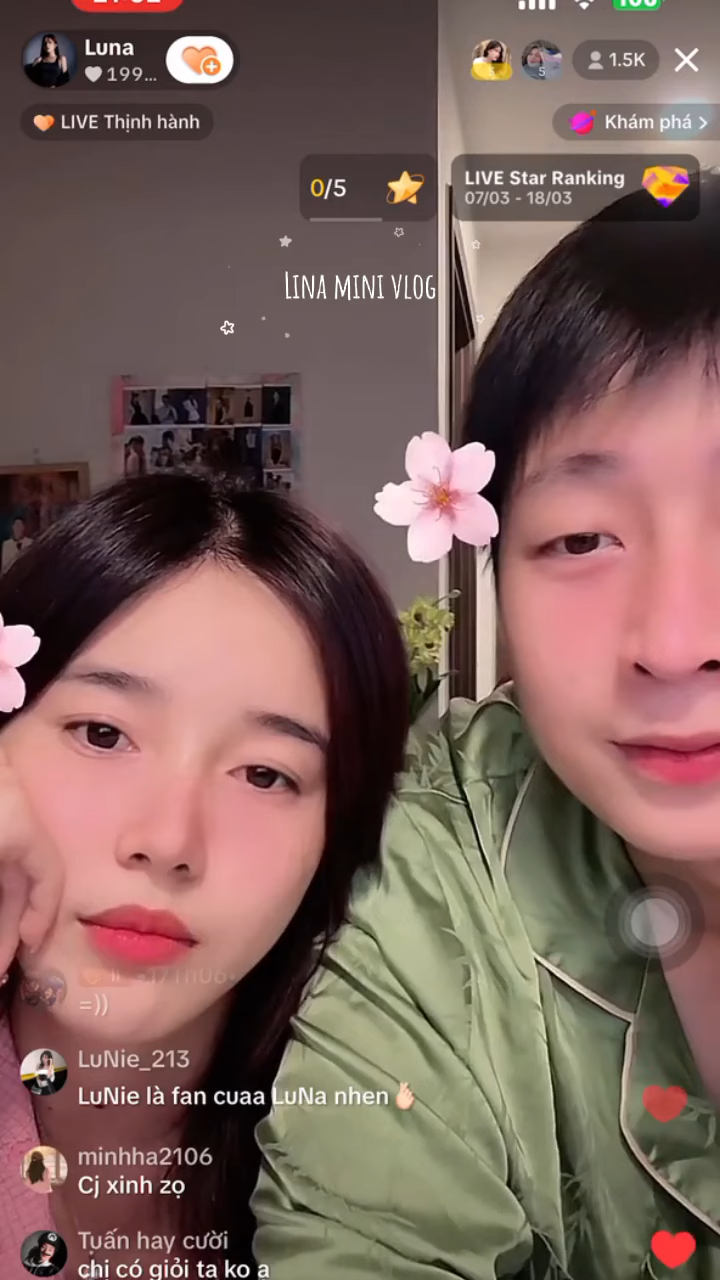 Luna
199...
1.5K
LIVE Thịnh hành
Khám phá
0/5
LIVE Star Ranking
07/03 - 18/03
LINA MINI VLOG
=))
LuNie_213
LuNie là fan cuaa LuNa nhen
minhha2106
Cj xinh zọ
Tuấn hay cười
chị có giỏi ta ko a